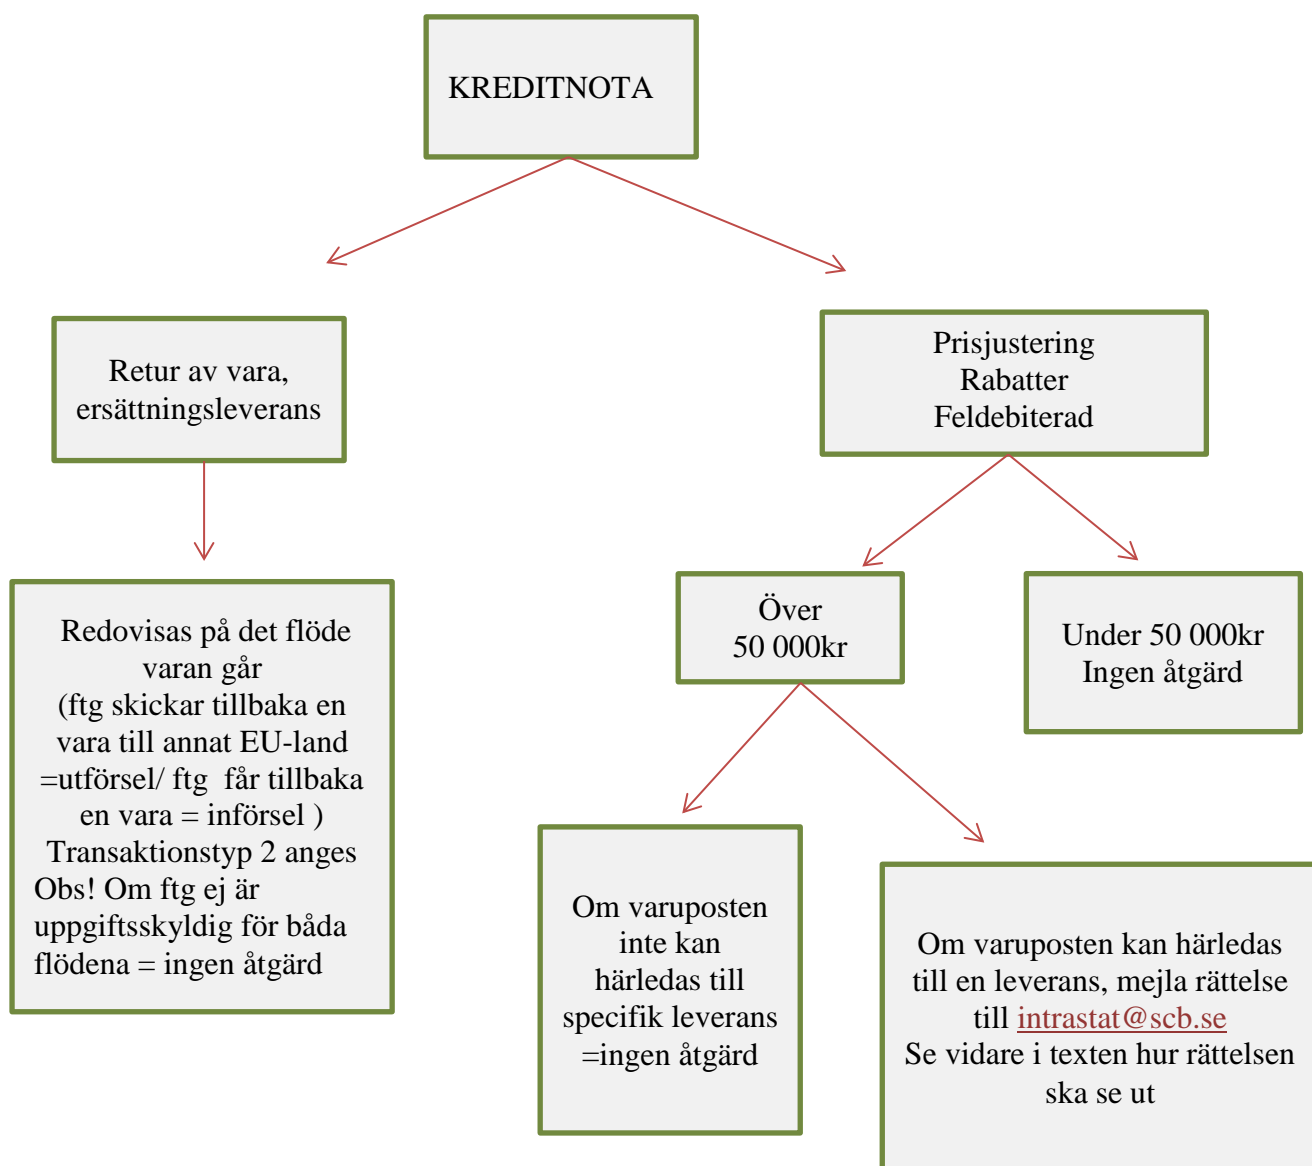 KREDITNOTA
Retur av vara,
ersättningsleverans
Prisjustering
Rabatter
Feldebiterad
Redovisas på det flöde
varan går
(ftg skickar tillbaka en
vara till annat EU-land
=utförsel/ ftg  får tillbaka
en vara = införsel )
Transaktionstyp 2 anges
Obs! Om ftg ej är
uppgiftsskyldig för båda
flödena = ingen åtgärd
Över
50 000kr
Under 50 000kr
Ingen åtgärd
Om varuposten
inte kan
härledas till
specifik leverans
=ingen åtgärd
Om varuposten kan härledas
till en leverans, mejla rättelse
till intrastat@scb.se
Se vidare i texten hur rättelsen
ska se ut